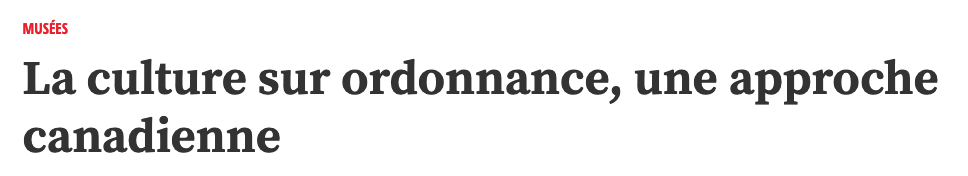 MUSÉES
La culture sur ordonnance, une approche
canadienne